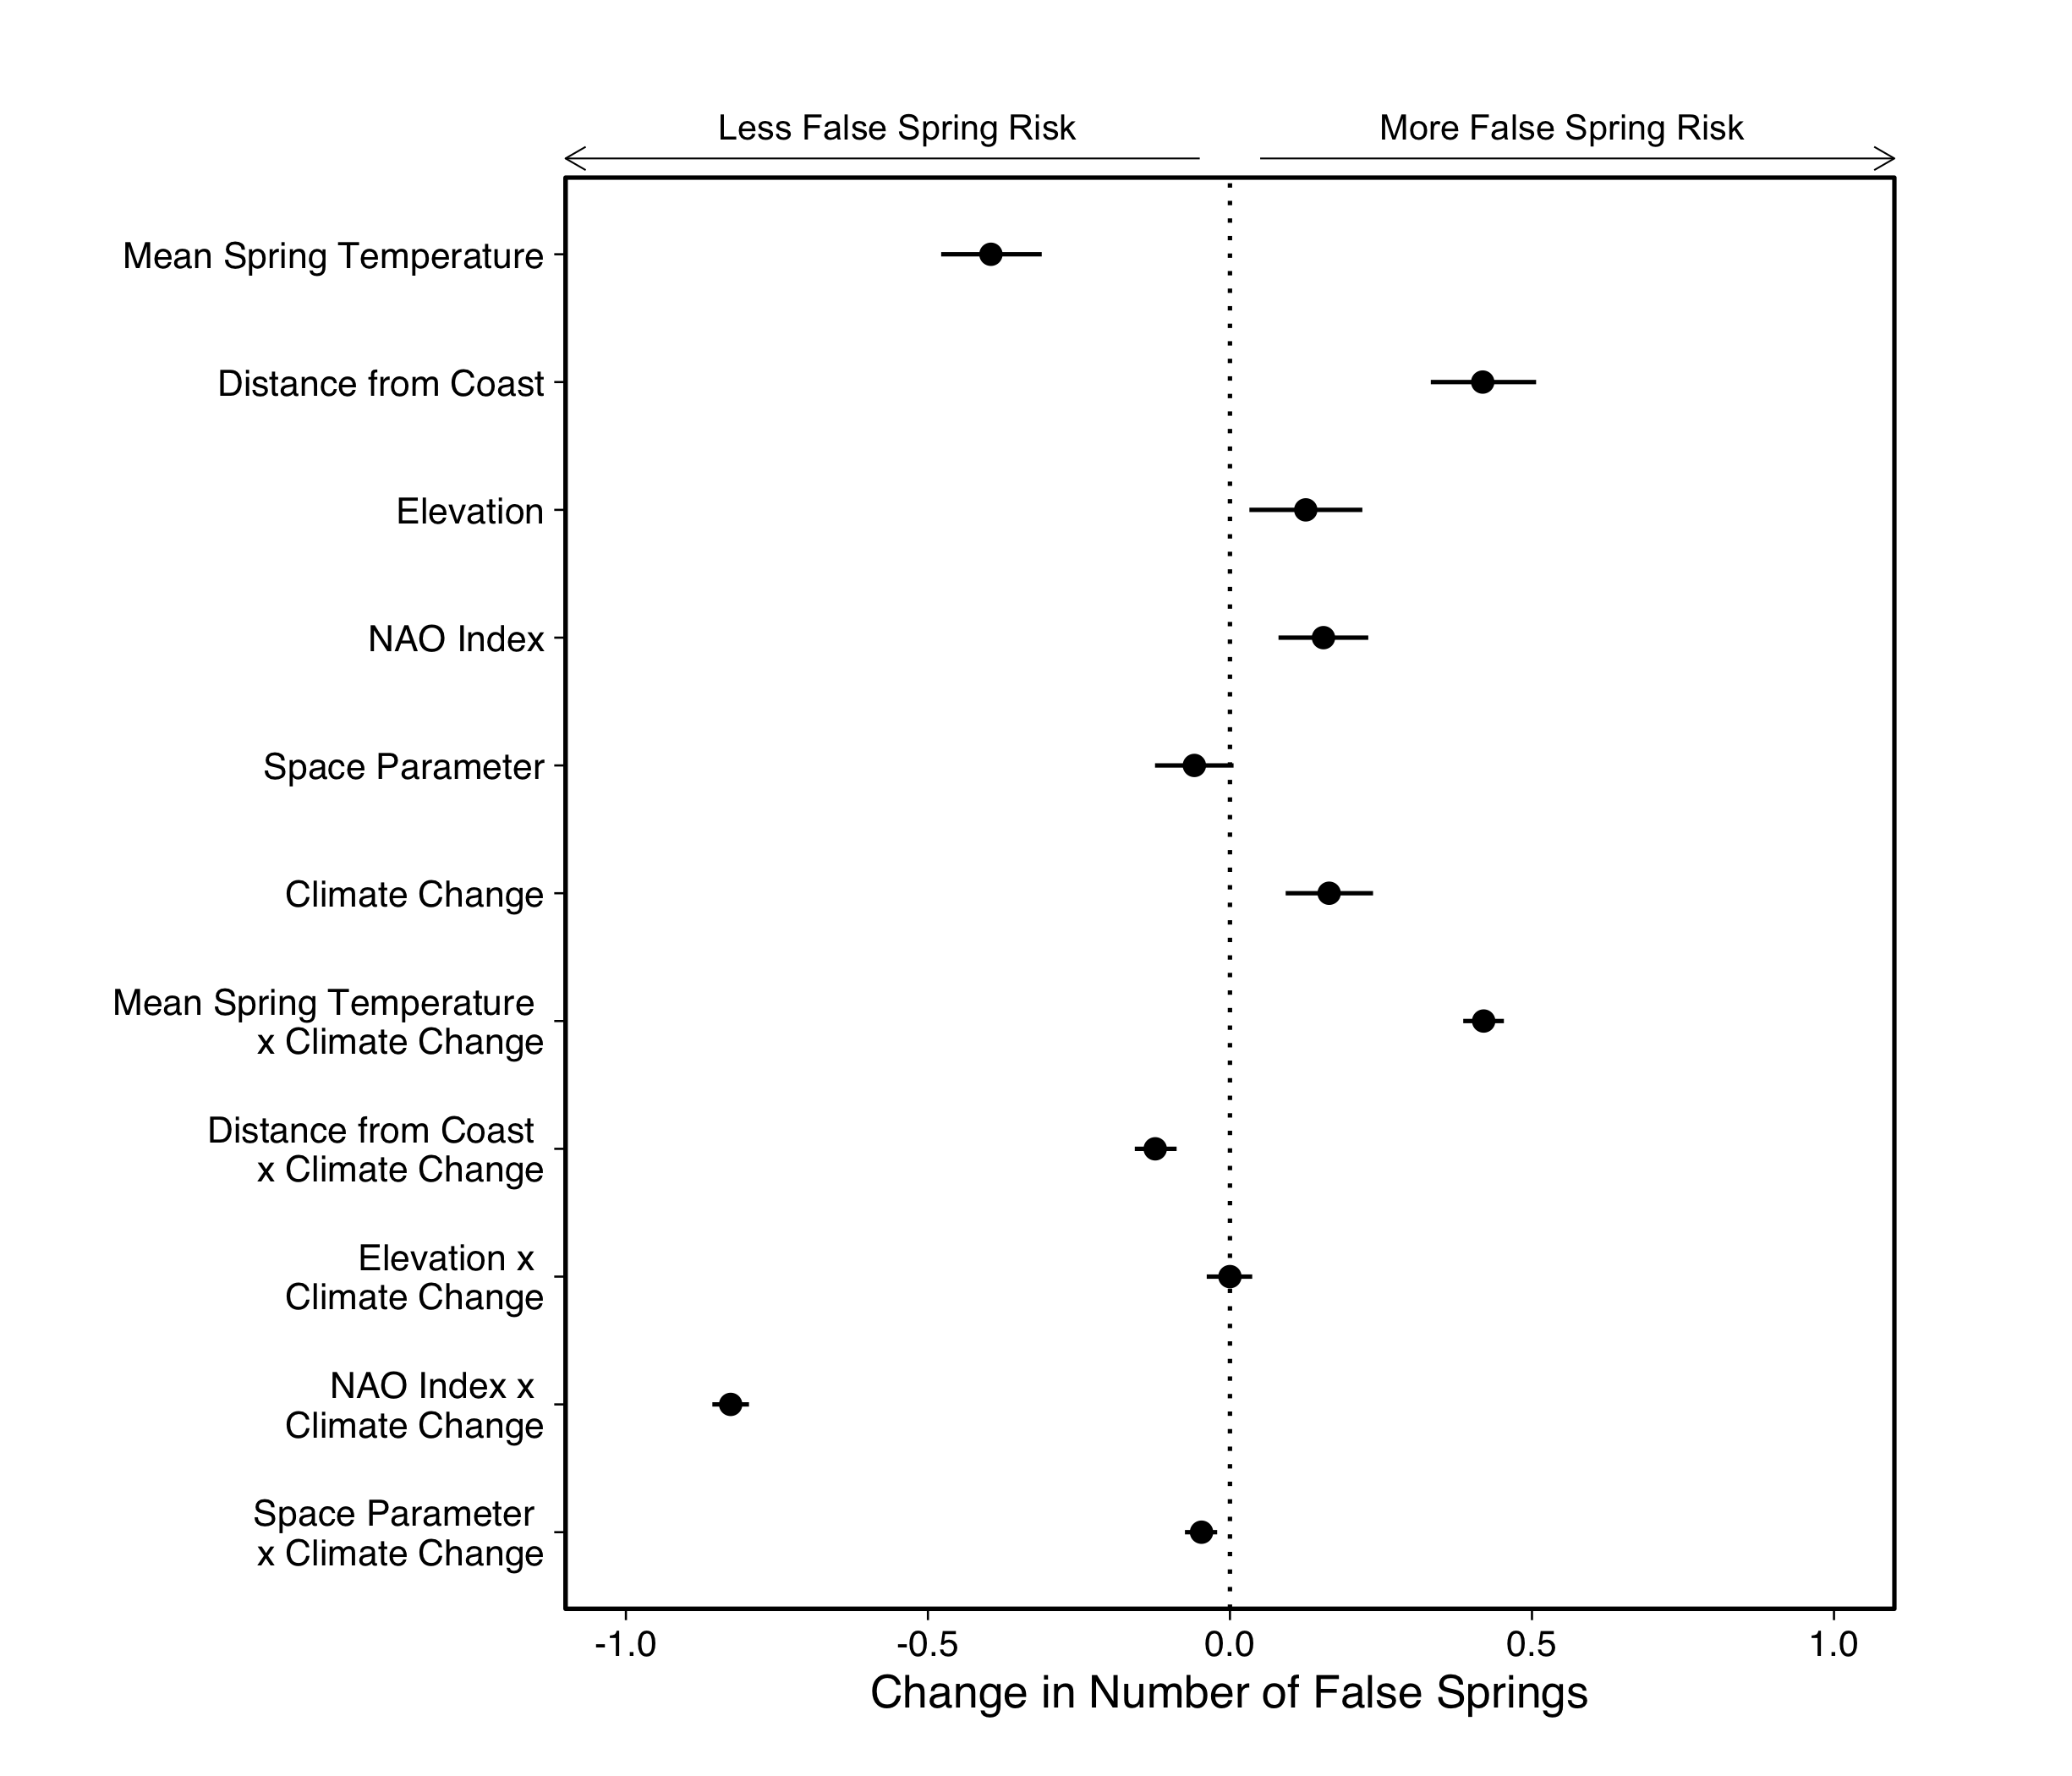 Less False Spring Risk
More False Spring Risk
Mean Spring Temperature
Distance from Coast
Elevation
NAO Index
Space Parameter
Climate Change
Mean Spring Temperature
x Climate Change
Distance from Coast
x Climate Change
Elevation x
Climate Change
NAO Index x
Climate Change
Space Parameter
x Climate Change
-1.0
-0.5
0.0
0.5
1.0
Change in Number of False Springs